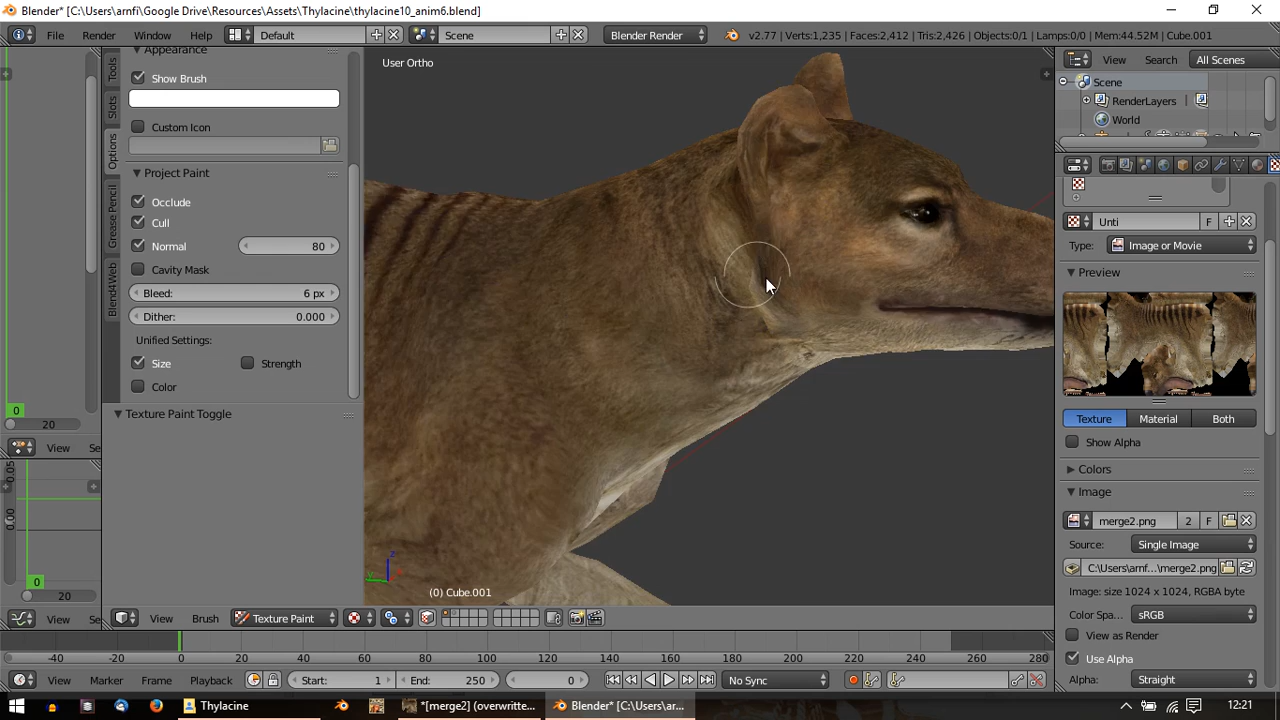 Blender* [C:\Users\arnfi\Google Drive\Resources\Assets\Thylacine\thylacine10_anim6.blend]
File Render Window Help Default Scene Blender Render v2.77 | Verts:1,235 | Faces:2,412 | Tris:2,426 | Objects:0/1 | Lamps:0/0 | Mem:44.52M | Cube.001
Appearance
Show Brush
Custom Icon
Project Paint
Occlude
Cull
Normal 80
Cavity Mask
Bleed: 6 px
Dither: 0.000
Unified Settings:
Size Strength
Color
Texture Paint Toggle
Tools
Slots
Options
Grease Pencil
Blend4Web
0
20
View Se
0.05
0.00
0
20
View Se
User Ortho
z
y
(0) Cube.001
View Brush Texture Paint
View Search All Scenes
Scene
RenderLayers
World
Unti F
Type: Image or Movie
Preview
Texture Material Both
Show Alpha
Colors
Image
merge2.png 2 F
Source: Single Image
C:\Users\arnf...\merge2.png
Image: size 1024 x 1024, RGBA byte
Color Spa... sRGB
View as Render
Use Alpha
Alpha: Straight
-40 -20 0 20 40 60 80 100 120 140 160 180 200 220 240 260 280
View Marker Frame Playback Start: 1 End: 250 0 No Sync
Thylacine *[merge2] (overwritte... Blender* [C:\Users\ar... 12:21